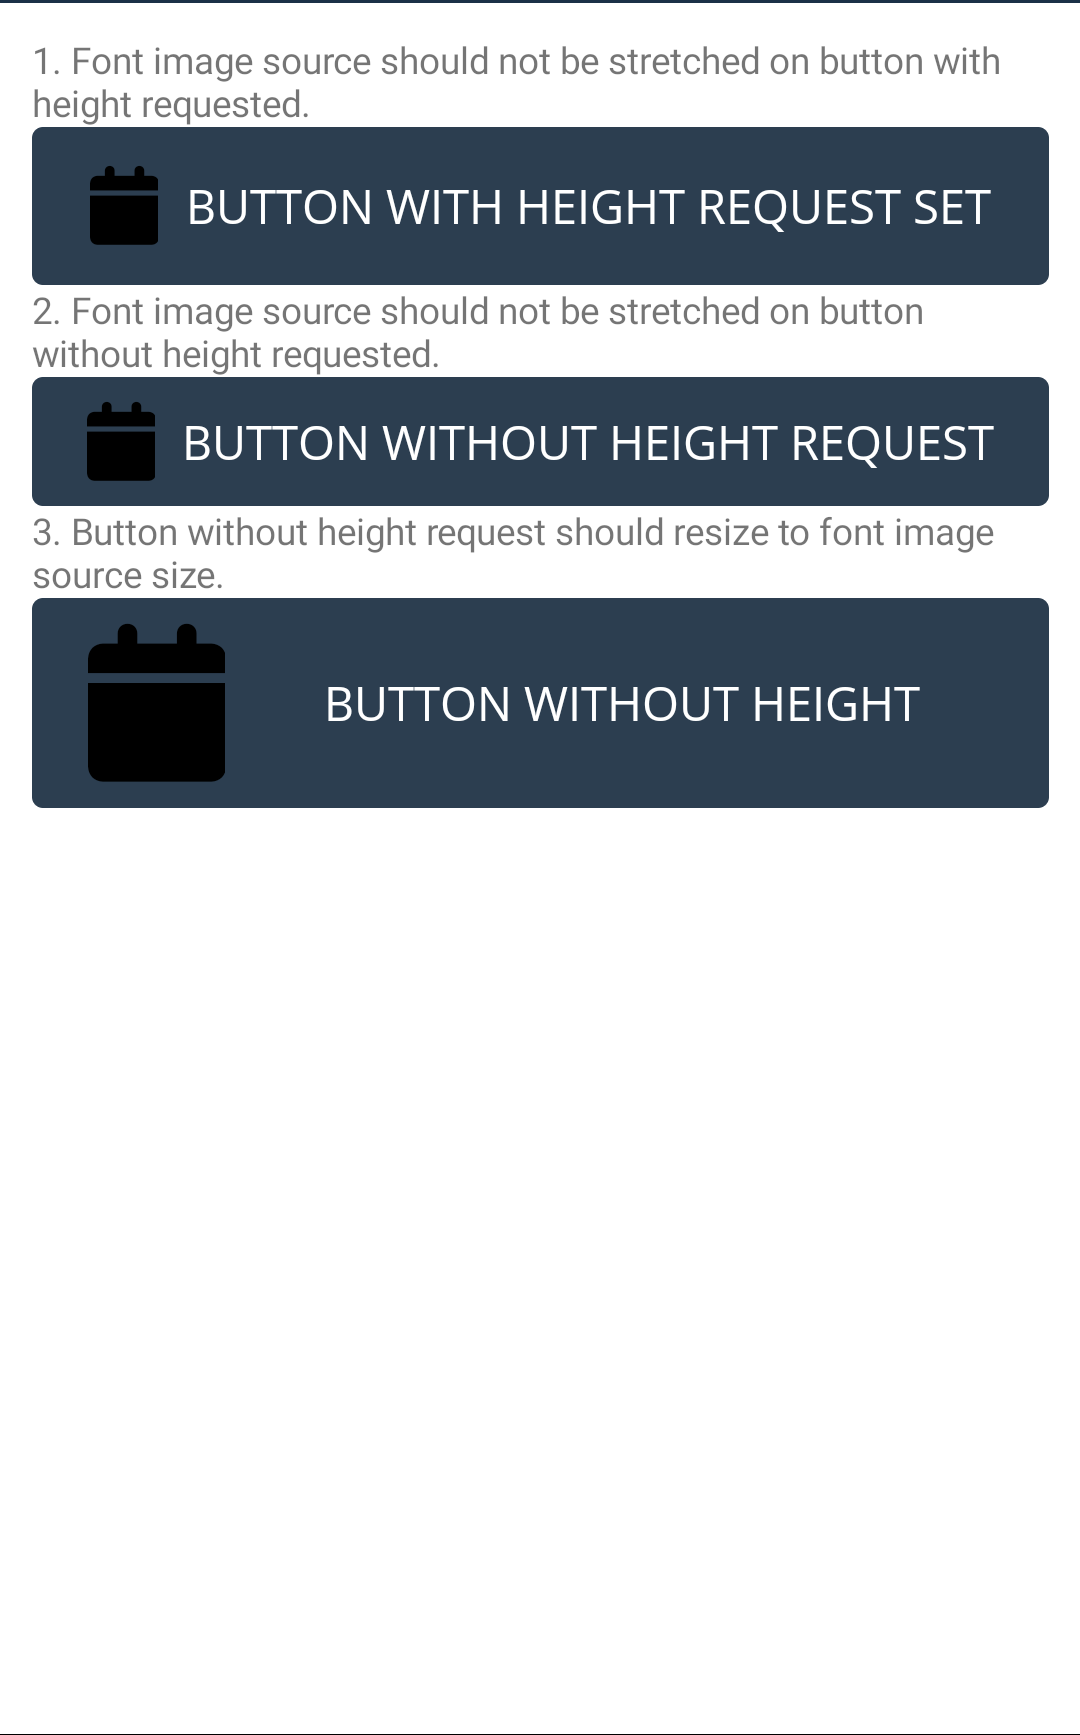 1. Font image source should not be stretched on button with
height requested.
BUTTON WITH HEIGHT REQUEST SET
2. Font image source should not be stretched on button
without height requested.
BUTTON WITHOUT HEIGHT REQUEST
3. Button without height request should resize to font image
source size.
BUTTON WITHOUT HEIGHT